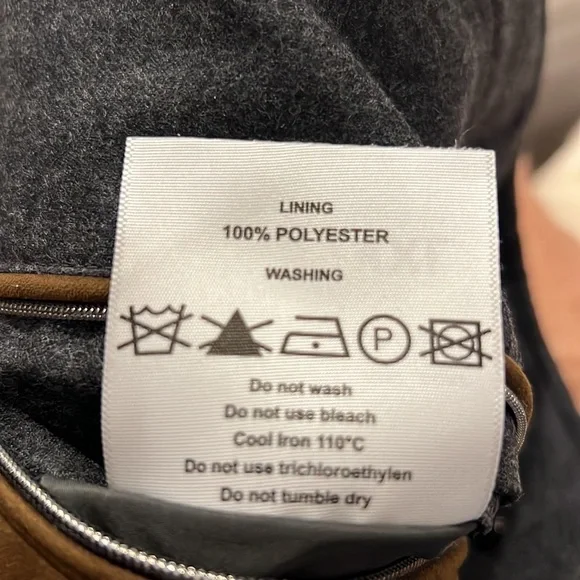 LINING
100% POLYESTER
WASHING
P
Do not wash
Do not use bleach
Cool Iron 110°C
Do not use trichloroethylen
Do not tumble dry